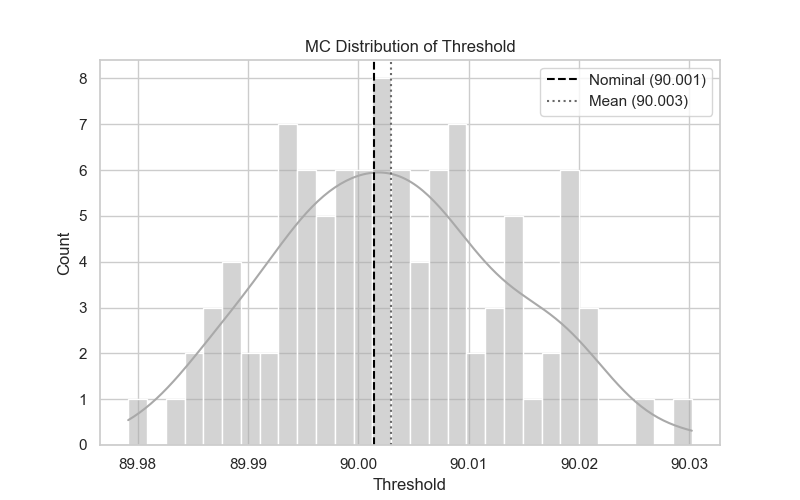 MC Distribution of Threshold
Nominal (90.001)
Mean (90.003)
Count
8
7
6
5
4
3
2
1
0
89.98 89.99 90.00 90.01 90.02 90.03
Threshold